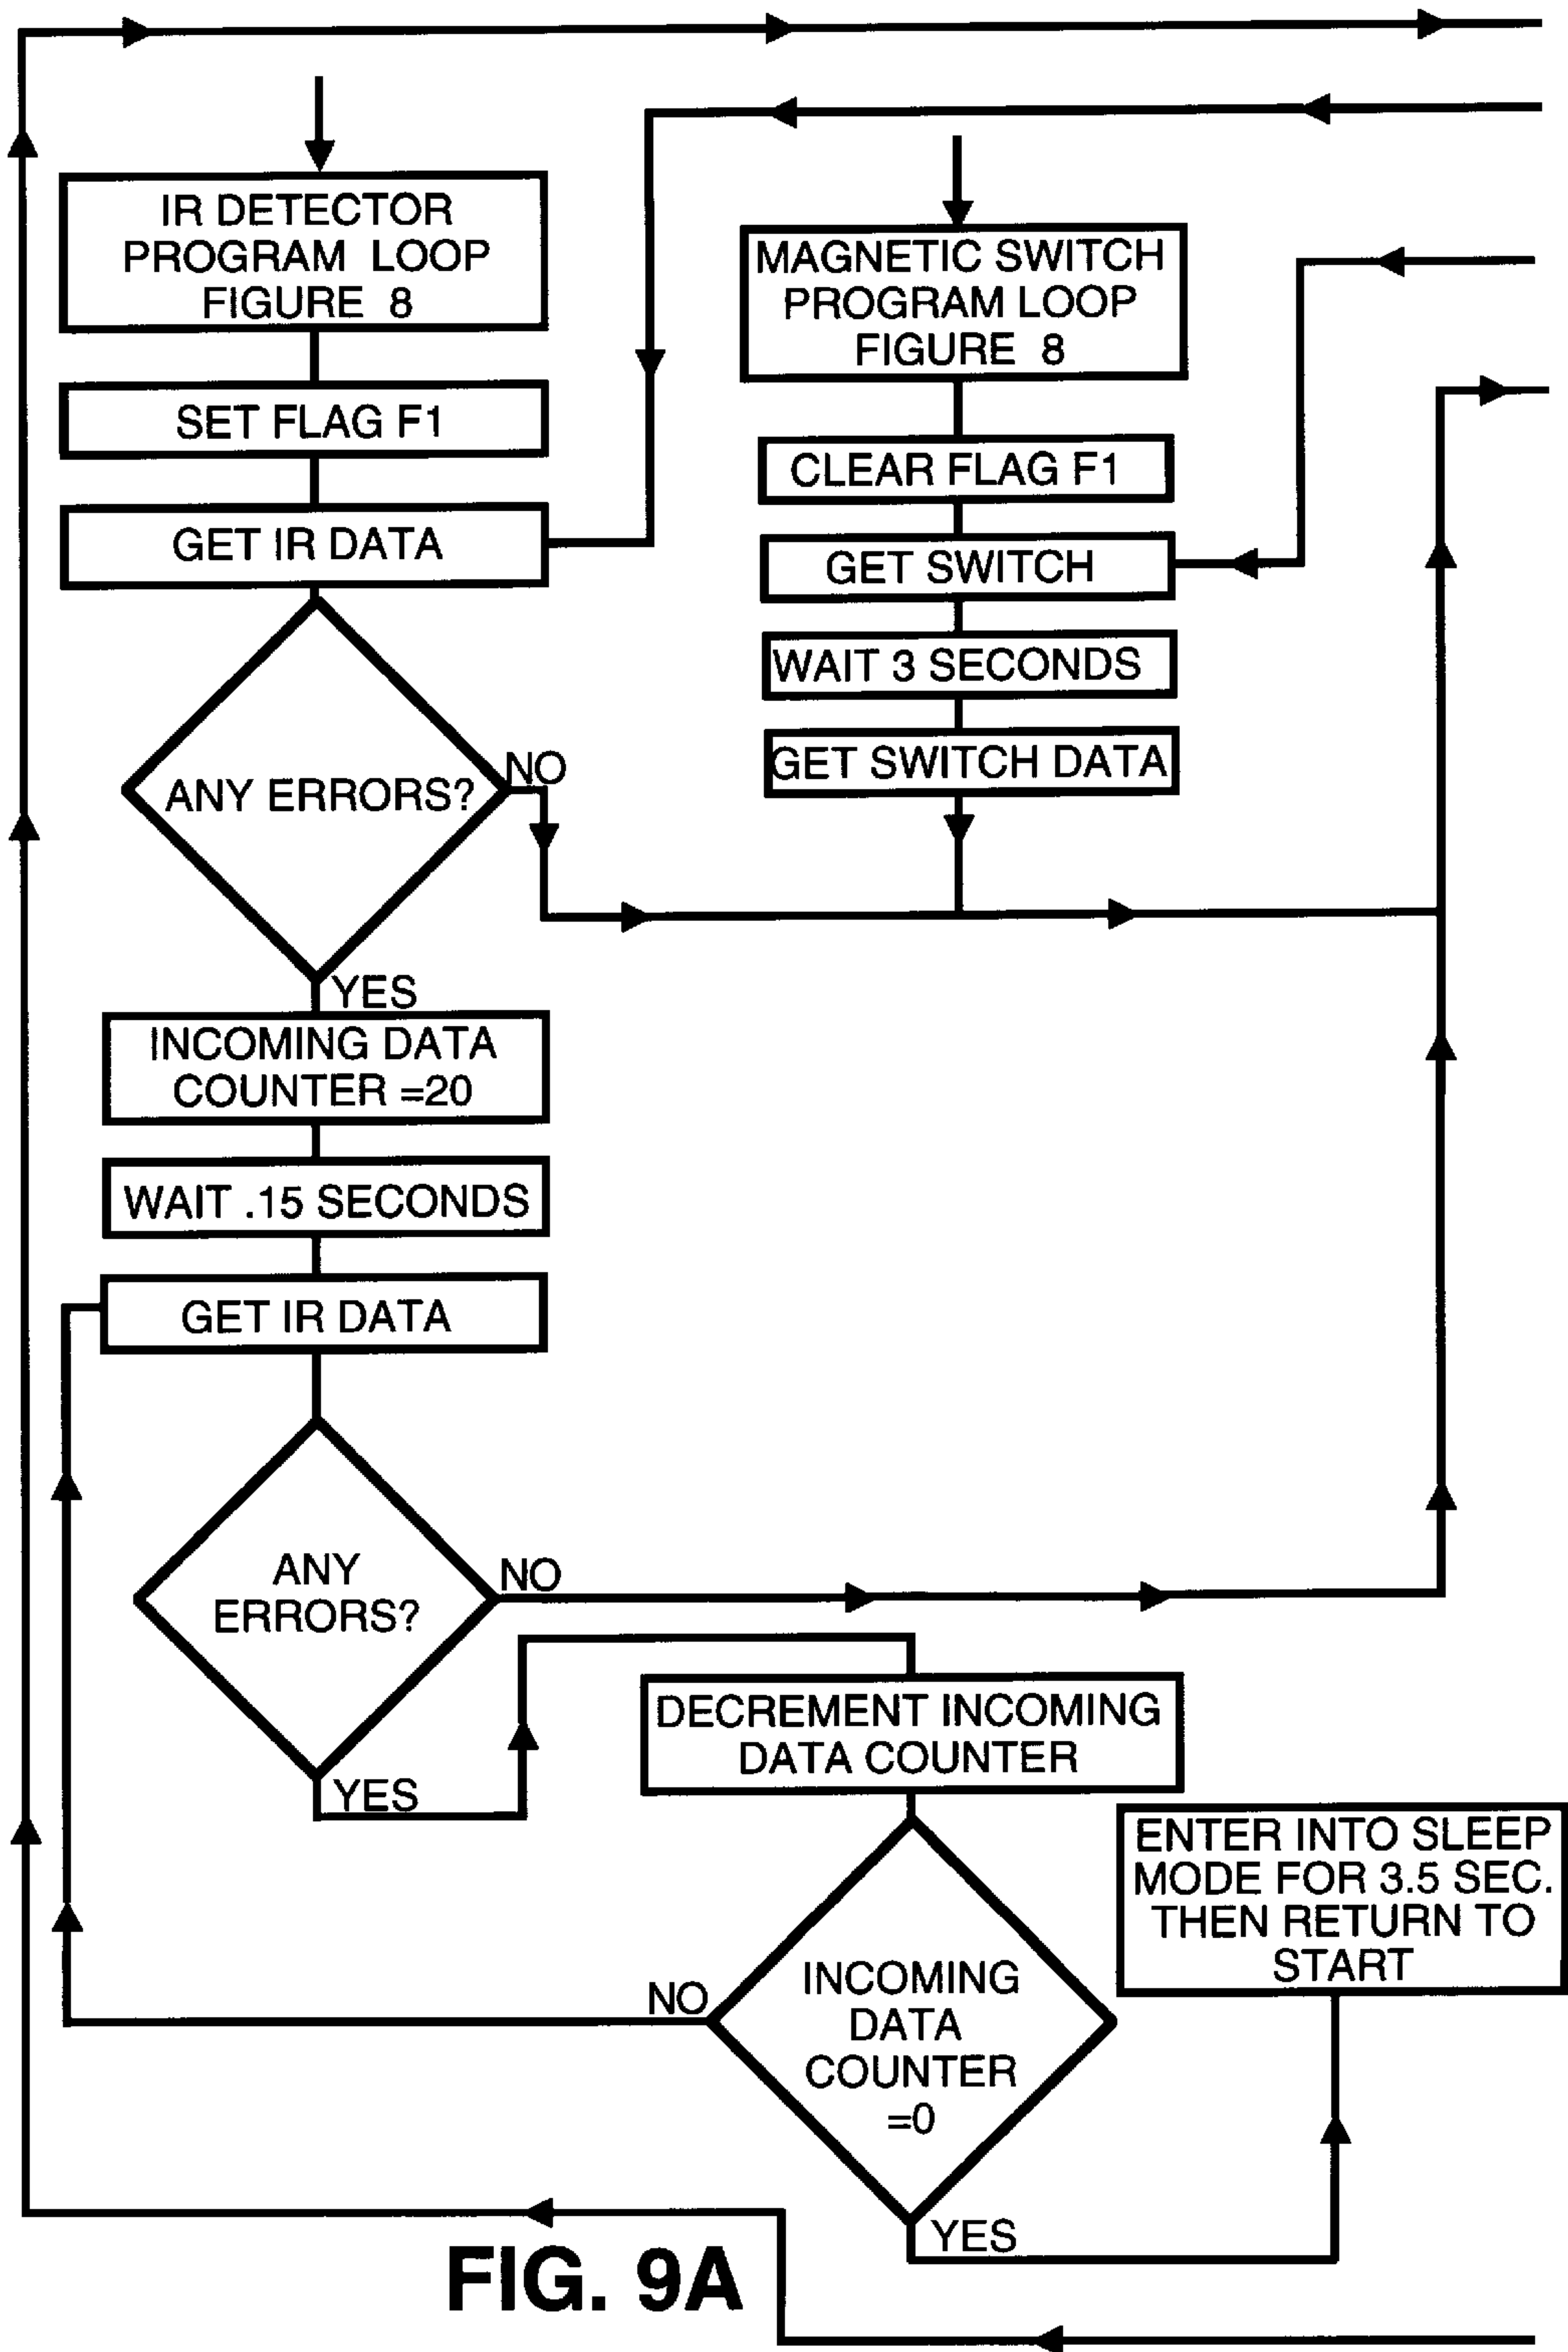 IR DETECTOR
PROGRAM LOOP
FIGURE 8
SET FLAG F1
GET IR DATA
ANY ERRORS?
NO
YES
INCOMING DATA
COUNTER =20
WAIT .15 SECONDS
GET IR DATA
ANY
ERRORS?
NO
YES
MAGNETIC SWITCH
PROGRAM LOOP
FIGURE 8
CLEAR FLAG F1
GET SWITCH
WAIT 3 SECONDS
GET SWITCH DATA
DECREMENT INCOMING
DATA COUNTER
INCOMING
DATA
COUNTER
=0
NO
YES
ENTER INTO SLEEP
MODE FOR 3.5 SEC.
THEN RETURN TO
START
FIG. 9A